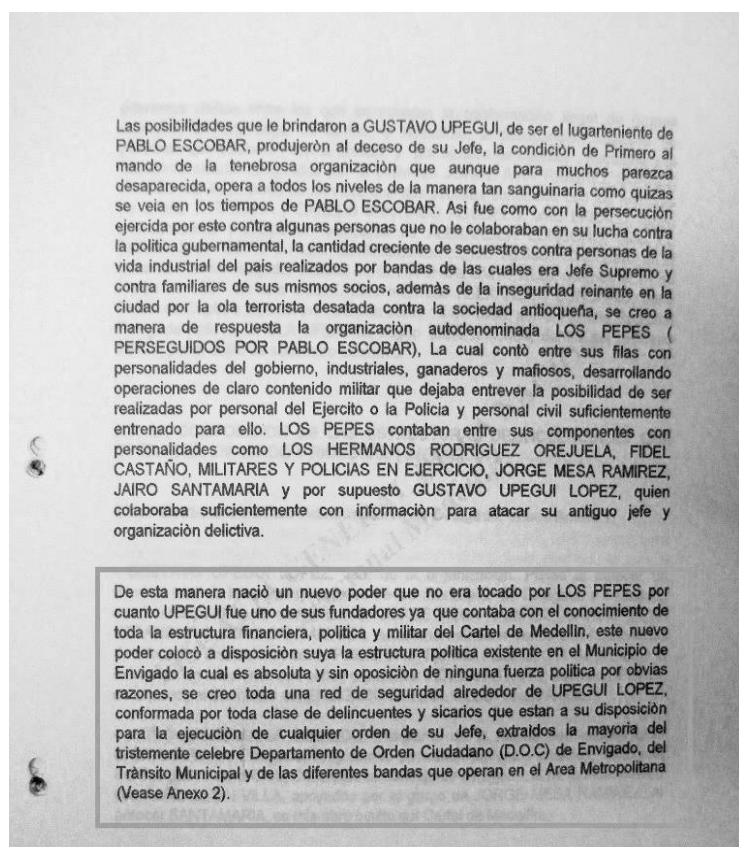 Las posibilidades que le brindaron a GUSTAVO UPEGUI, de ser el lugarteniente de
PABLO ESCOBAR, produjeròn al deceso de su Jefe, la condición de Primero al
mando de la tenebrosa organizaciòn que aunque para muchos parezca
desaparecida, opera a todos los niveles de la manera tan sanguinaria como quizas
se veia en los tiempos de PABLO ESCOBAR. Asi fue como con la persecuciòn
ejercida por este contra algunas personas que no le colaboraban en su lucha contra
la politica gubernamental, la cantidad creciente de secuestros contra personas de la
vida industrial del pais realizados por bandas de las cuales era Jefe Supremo y
contra familiares de sus mismos socios, ademàs de la inseguridad reinante en la
ciudad por la ola terrorista desatada contra la sociedad antioqueña, se creo a
manera de respuesta la organizaciòn autodenominada LOS PEPES (
PERSEGUIDOS POR PABLO ESCOBAR), La cual contò entre sus filas con
personalidades del gobierno, industriales, ganaderos y mafiosos, desarrollando
operaciones de claro contenido militar que dejaba entrever la posibilidad de ser
realizadas por personal del Ejercito o la Policia y personal civil suficientemente
entrenado para ello. LOS PEPES contaban entre sus componentes con
personalidades como LOS HERMANOS RODRIGUEZ OREJUELA, FIDEL
CASTAÑO, MILITARES Y POLICIAS EN EJERCICIO, JORGE MESA RAMIREZ,
JAIRO SANTAMARIA y por supuesto GUSTAVO UPEGUI LOPEZ, quien
colaboraba suficientemente con informaciòn para atacar su antiguo jefe y
organizaciòn delictiva.
De esta manera naciò un nuevo poder que no era tocado por LOS PEPES por
cuanto UPEGUI fue uno de sus fundadores ya que contaba con el conocimiento de
toda la estructura financiera, politica y militar del Cartel de Medellin, este nuevo
poder colocò a disposiciòn suya la estructura politica existente en el Municipio de
Envigado la cual es absoluta y sin oposiciòn de ninguna fuerza politica por obvias
razones, se creo toda una red de seguridad alrededor de UPEGUI LOPEZ,
conformada por toda clase de delincuentes y sicarios que estan a su disposiciòn
para la ejecuciòn de cualquier orden de su Jefe, extraidos la mayoria del
tristemente celebre Departamento de Orden Ciudadano (D.O.C) de Envigado, del
Trànsito Municipal y de las diferentes bandas que operan en el Area Metropolitana
(Vease Anexo 2).